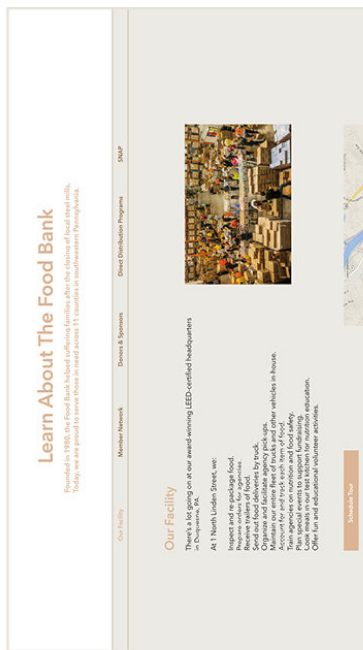 Learn About The Food Bank
Founded in 1980, the Food Bank helped suffering families after the closing of local steel mills.
Today, we are proud to serve those in need across 11 counties in southwestern Pennsylvania.
Our Facility
Member Network
Donors & Sponsors
Direct Distribution Programs
SNAP
Our Facility
There's a lot going on at our award-winning LEED-certified headquarters
in Duquesne, PA.
At 1 North Linden Street, we:
Inspect and re-package food.
Prepare orders for agencies.
Receive trailers of food.
Send out food deliveries by truck.
Organize and facilitate agency pick-ups.
Maintain our entire fleet of trucks and other vehicles in-house.
Account for and track each item of food.
Train agencies on nutrition and food safety.
Plan special events to support fundraising.
Cook meals in our test kitchen for nutrition education.
Offer fun and educational volunteer activities.
Schedule Tour